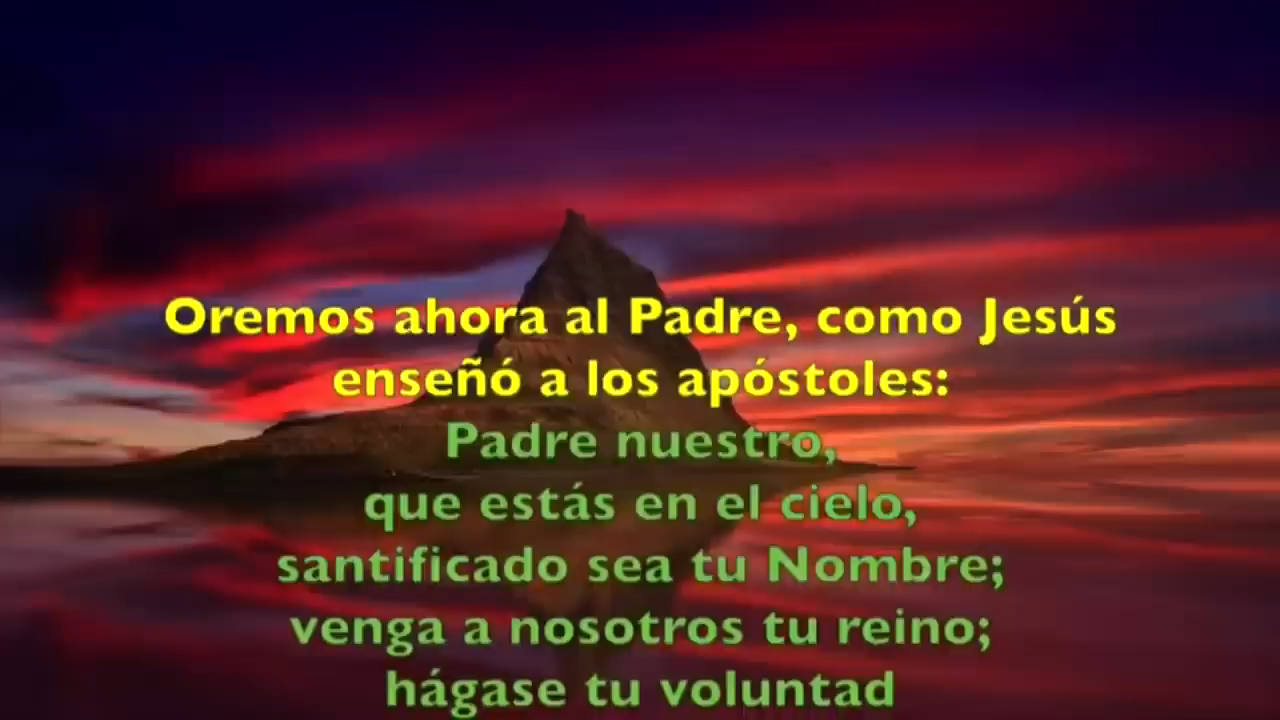 Oremos ahora al Padre, como Jesús
enseñó a los apóstoles:
Padre nuestro,
que estás en el cielo,
santificado sea tu Nombre;
venga a nosotros tu reino;
hágase tu voluntad